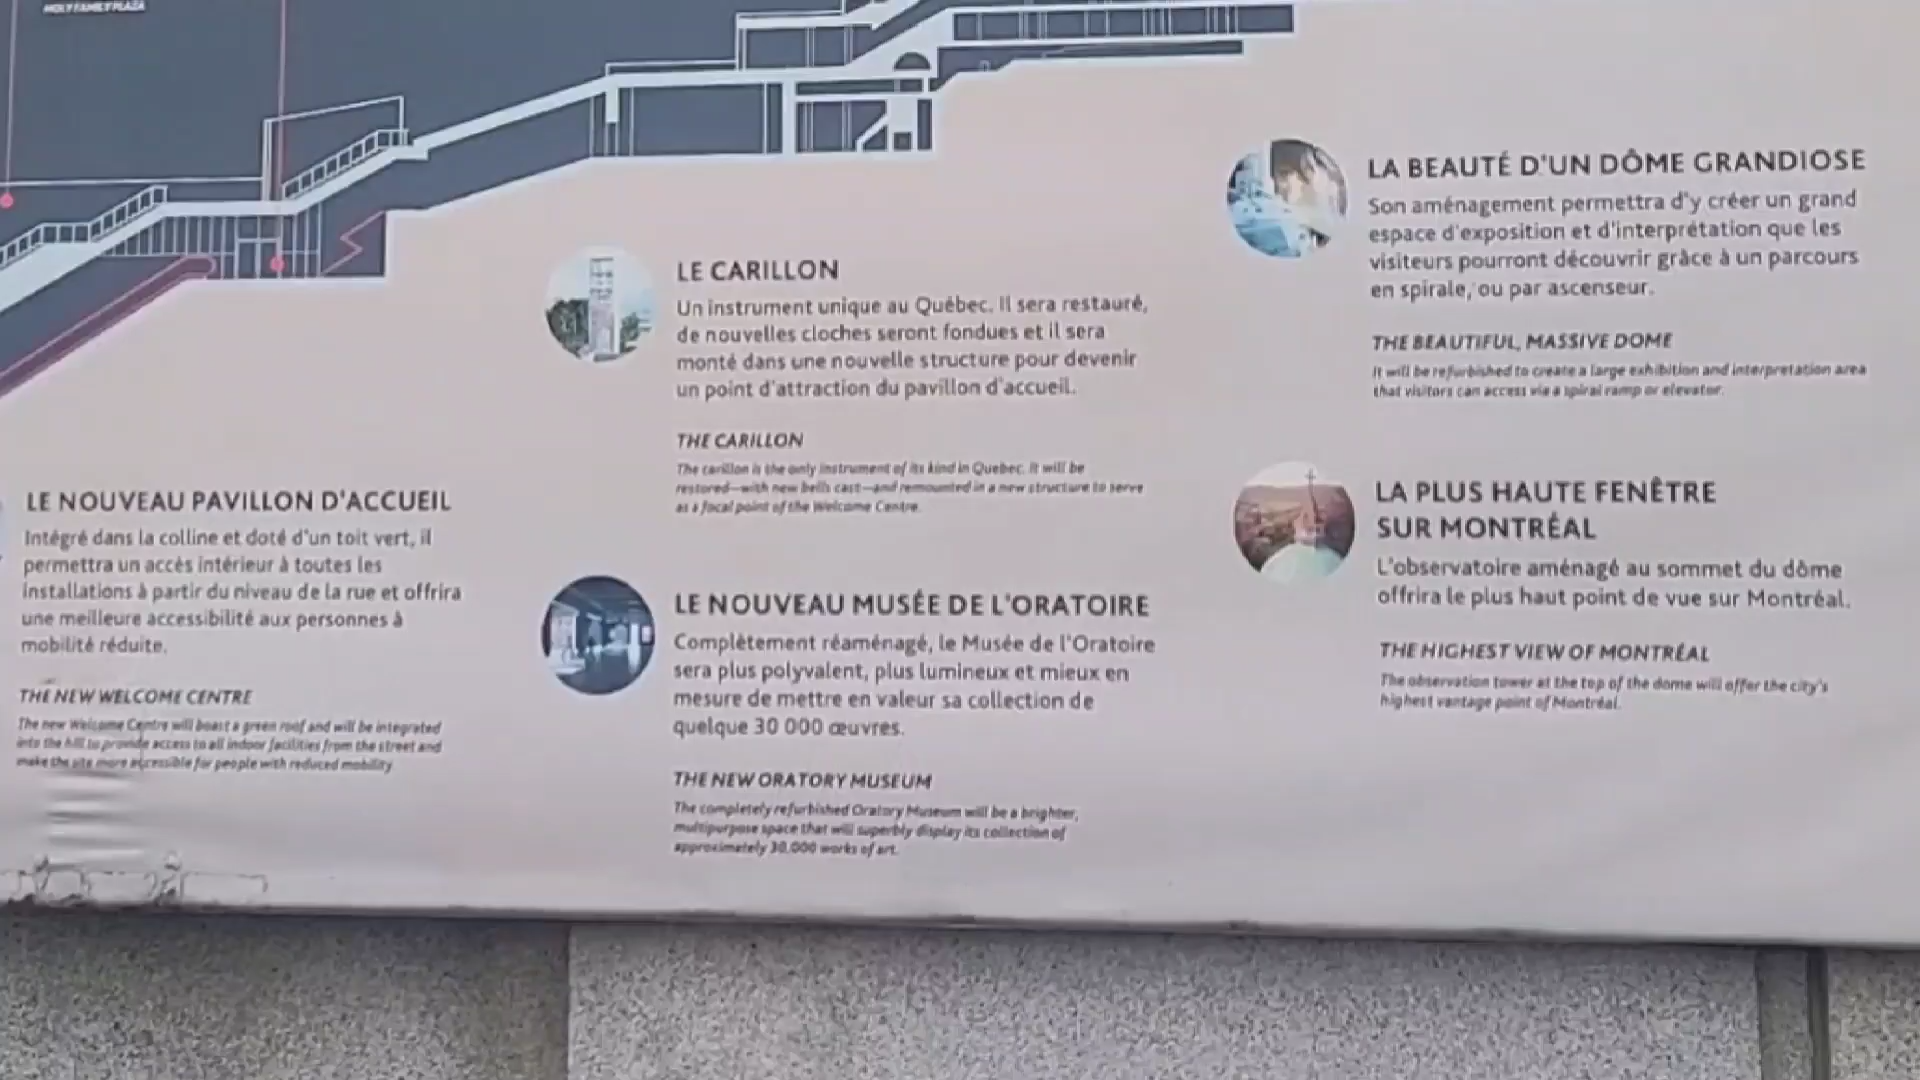 HOLY FAMILY PLAZA
LE NOUVEAU PAVILLON D'ACCUEIL
Intégré dans la colline et doté d'un toit vert, il
permettra un accès intérieur à toutes les
installations à partir du niveau de la rue et offrira
une meilleure accessibilité aux personnes à
mobilité réduite.
THE NEW WELCOME CENTRE
The new Welcome Centre will boast a green roof and will be integrated
into the hill to provide access to all indoor facilities from the street and
make the site more accessible for people with reduced mobility
LE CARILLON
Un instrument unique au Québec. Il sera restauré,
de nouvelles cloches seront fondues et il sera
monté dans une nouvelle structure pour devenir
un point d'attraction du pavillon d'accueil.
THE CARILLON
The carillon is the only instrument of its kind in Quebec. It will be
restored—with new bells cast—and remounted in a new structure to serve
as a focal point of the Welcome Centre.
LE NOUVEAU MUSÉE DE L'ORATOIRE
Complètement réaménagé, le Musée de l'Oratoire
sera plus polyvalent, plus lumineux et mieux en
mesure de mettre en valeur sa collection de
quelque 30 000 œuvres.
THE NEW ORATORY MUSEUM
The completely refurbished Oratory Museum will be a brighter,
multipurpose space that will superbly display its collection of
approximately 30,000 works of art.
LA BEAUTÉ D'UN DÔME GRANDIOSE
Son aménagement permettra d'y créer un grand
espace d'exposition et d'interprétation que les
visiteurs pourront découvrir grâce à un parcours
en spirale, ou par ascenseur.
THE BEAUTIFUL, MASSIVE DOME
It will be refurbished to create a large exhibition and interpretation area
that visitors can access via a spiral ramp or elevator.
LA PLUS HAUTE FENÊTRE
SUR MONTRÉAL
L'observatoire aménagé au sommet du dôme
offrira le plus haut point de vue sur Montréal.
THE HIGHEST VIEW OF MONTRÉAL
The observation tower at the top of the dome will offer the city's
highest vantage point of Montréal.